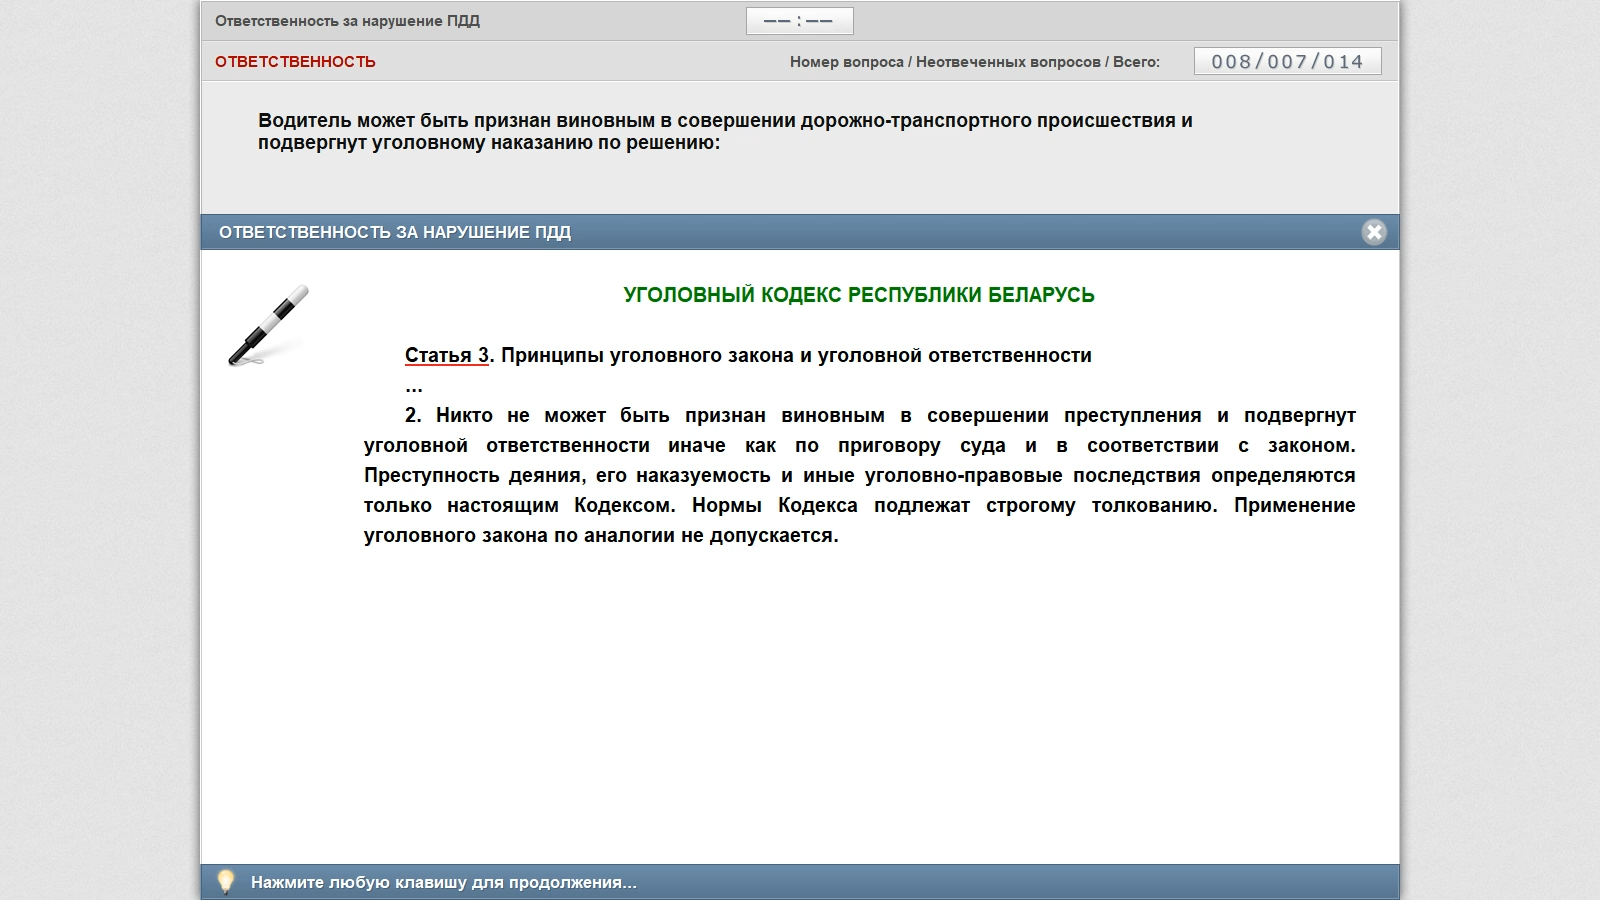 Ответственность за нарушение ПДД
––:––
ОТВЕТСТВЕННОСТЬ
Номер вопроса / Неотвеченных вопросов / Всего:
008/007/014
Водитель может быть признан виновным в совершении дорожно-транспортного происшествия и
подвергнут уголовному наказанию по решению:
ОТВЕТСТВЕННОСТЬ ЗА НАРУШЕНИЕ ПДД
УГОЛОВНЫЙ КОДЕКС РЕСПУБЛИКИ БЕЛАРУСЬ
Статья 3. Принципы уголовного закона и уголовной ответственности
...
2. Никто не может быть признан виновным в совершении преступления и подвергнут
уголовной ответственности иначе как по приговору суда и в соответствии с законом.
Преступность деяния, его наказуемость и иные уголовно-правовые последствия определяются
только настоящим Кодексом. Нормы Кодекса подлежат строгому толкованию. Применение
уголовного закона по аналогии не допускается.
Нажмите любую клавишу для продолжения...